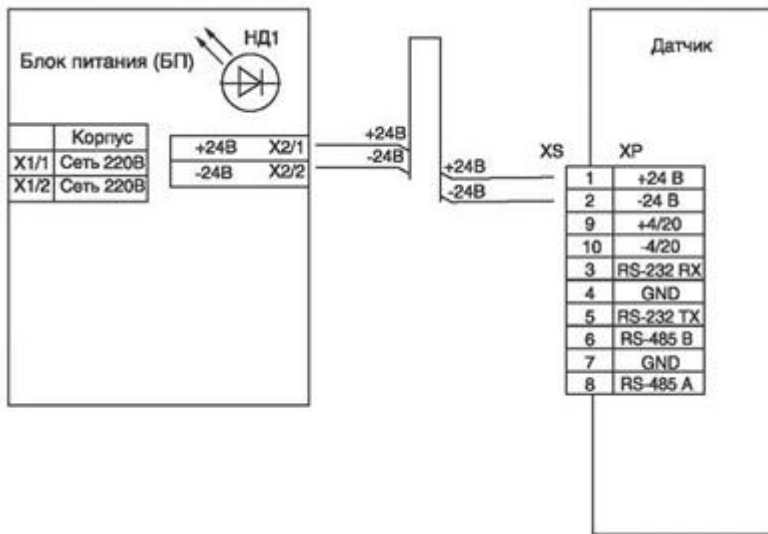 Блок питания (БП)
НД1
Корпус
X1/1 Сеть 220В
X1/2 Сеть 220В
+24В X2/1
-24В X2/2
+24В
-24В
+24В
-24В
Датчик
XS XP
1 +24 В
2 -24 В
9 +4/20
10 -4/20
3 RS-232 RX
4 GND
5 RS-232 TX
6 RS-485 B
7 GND
8 RS-485 A